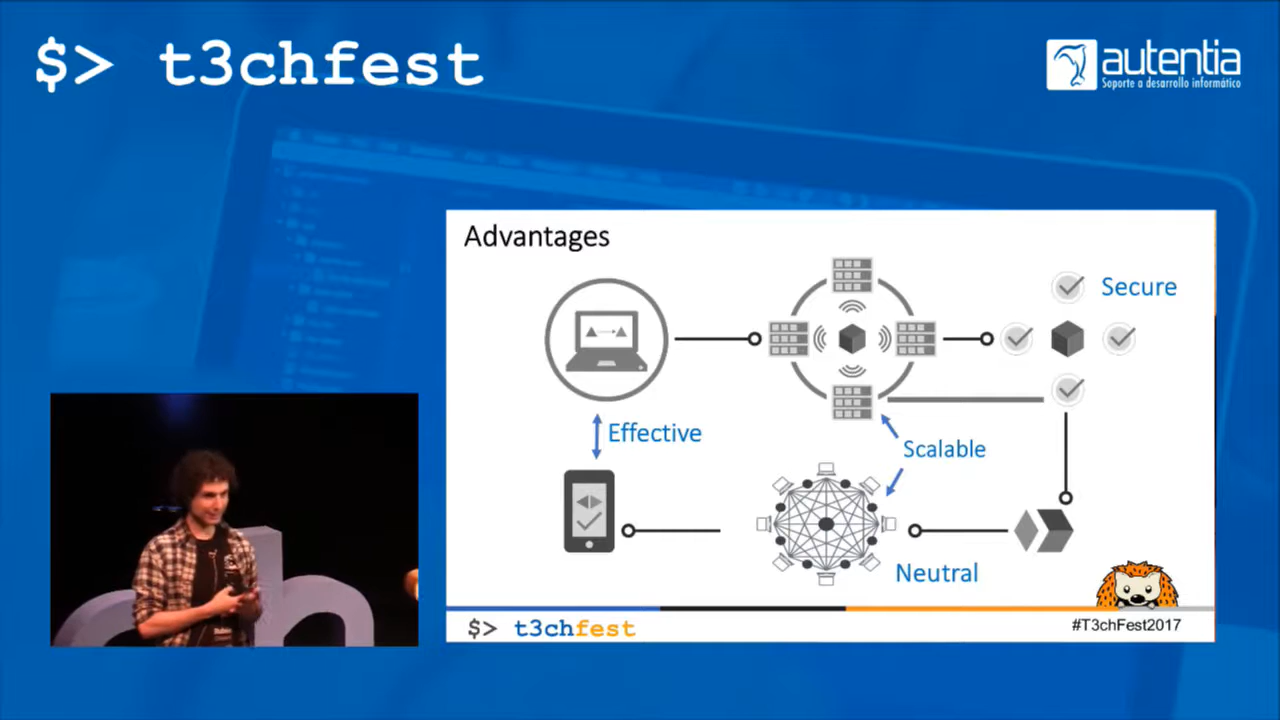 $> t3chfest
autentia
Soporte a desarrollo informático
Advantages
Secure
Effective
Scalable
Neutral
$> t3chfest
#T3chFest2017